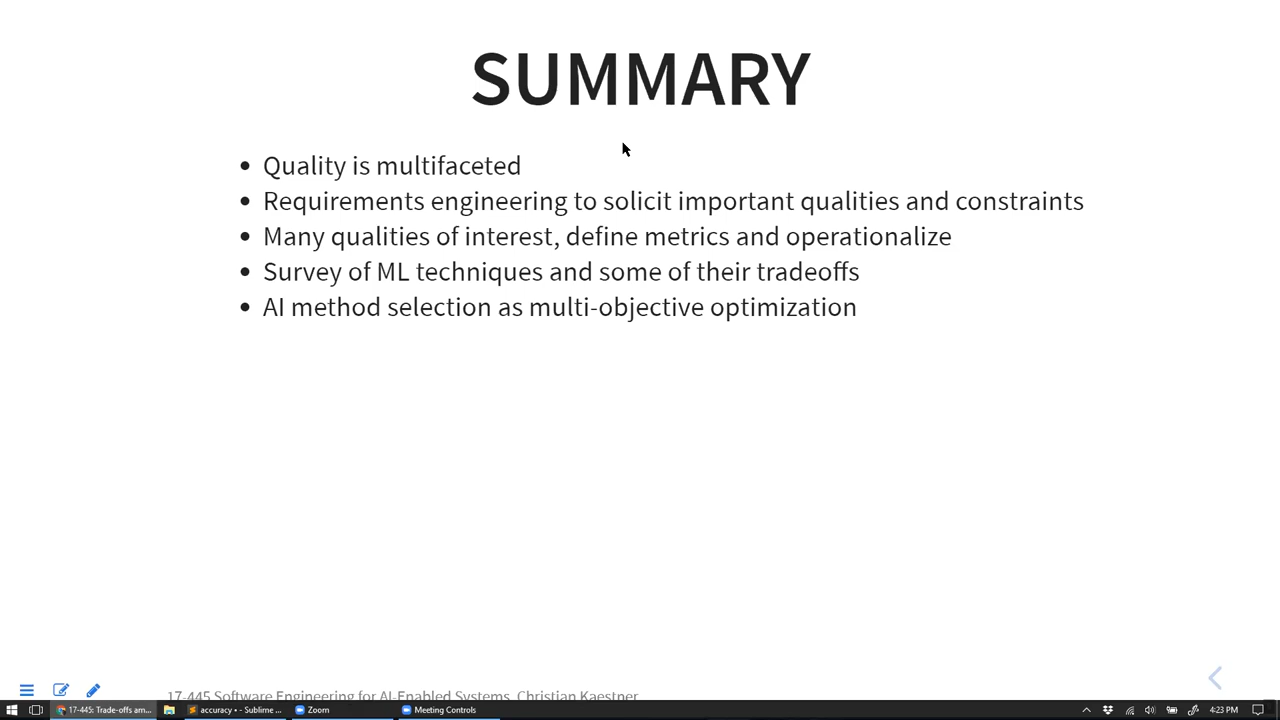 SUMMARY
Quality is multifaceted
Requirements engineering to solicit important qualities and constraints
Many qualities of interest, define metrics and operationalize
Survey of ML techniques and some of their tradeoffs
AI method selection as multi-objective optimization
17-445 Software Engineering for AI-Enabled Systems, Christian Kaestner
17-445: Trade-offs am... accuracy • - Sublime ... Zoom Meeting Controls 4:23 PM